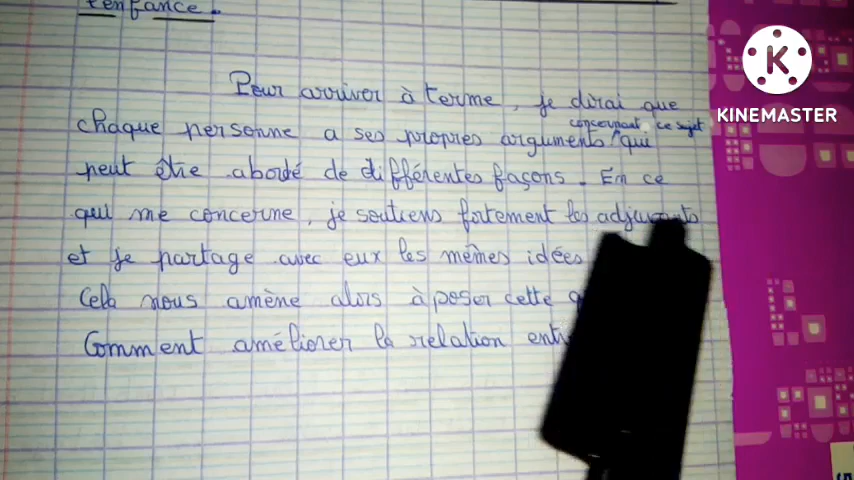 l'enfance.
Pour arriver à terme, je dirai que
chaque personne a ses propres arguments concernant ce sujet qui
peut être abordé de différentes façons. En ce
qui me concerne, je soutiens fortement les adjuvants
et je partage avec eux les mêmes idées
Cela nous amène alors à poser cette
Comment améliorer la relation
KINEMASTER